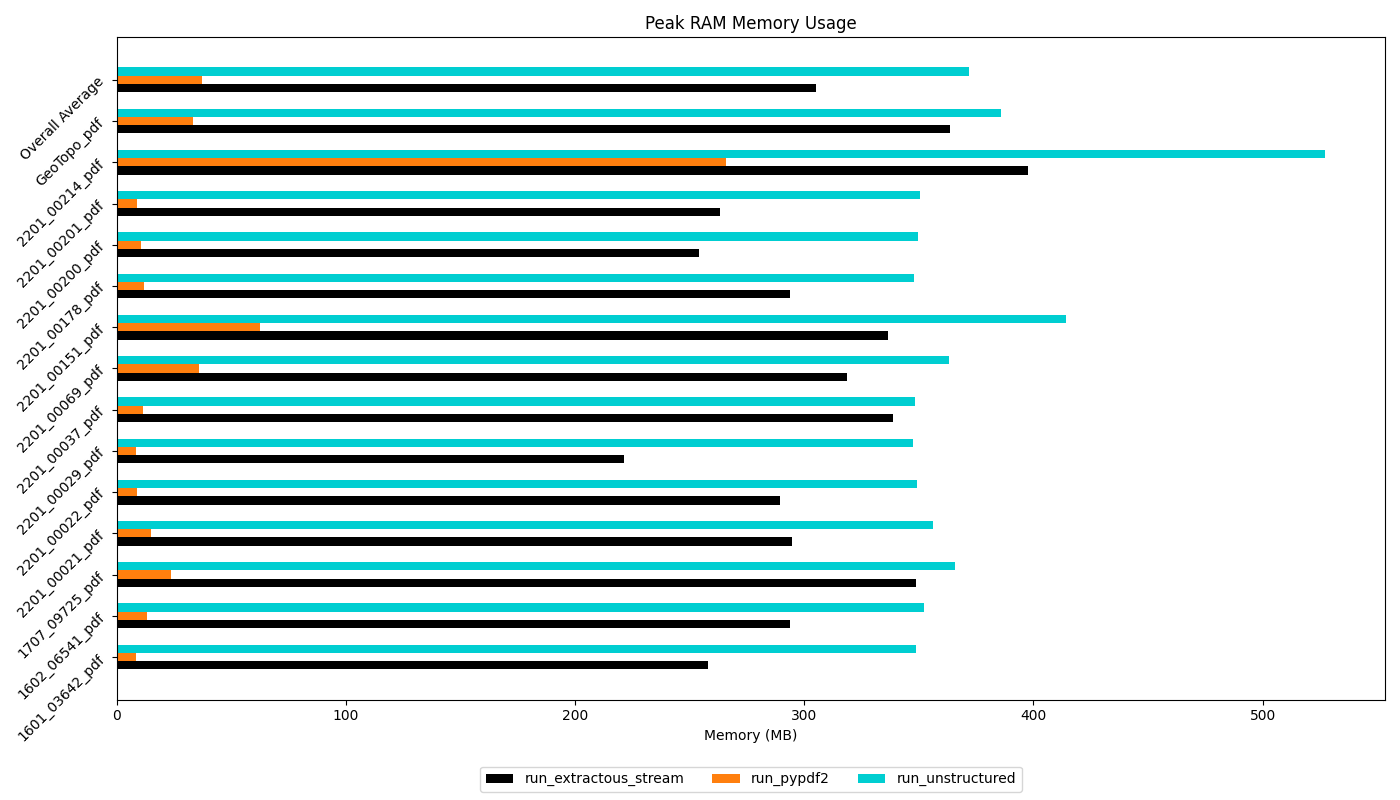 Peak RAM Memory Usage
Overall Average
GeoTopo_pdf
2201_00214_pdf
2201_00201_pdf
2201_00200_pdf
2201_00178_pdf
2201_00151_pdf
2201_00069_pdf
2201_00037_pdf
2201_00029_pdf
2201_00022_pdf
2201_00021_pdf
1707_09725_pdf
1602_06541_pdf
1601_03642_pdf
0 100 200 300 400 500
Memory (MB)
run_extractous_stream run_pypdf2 run_unstructured